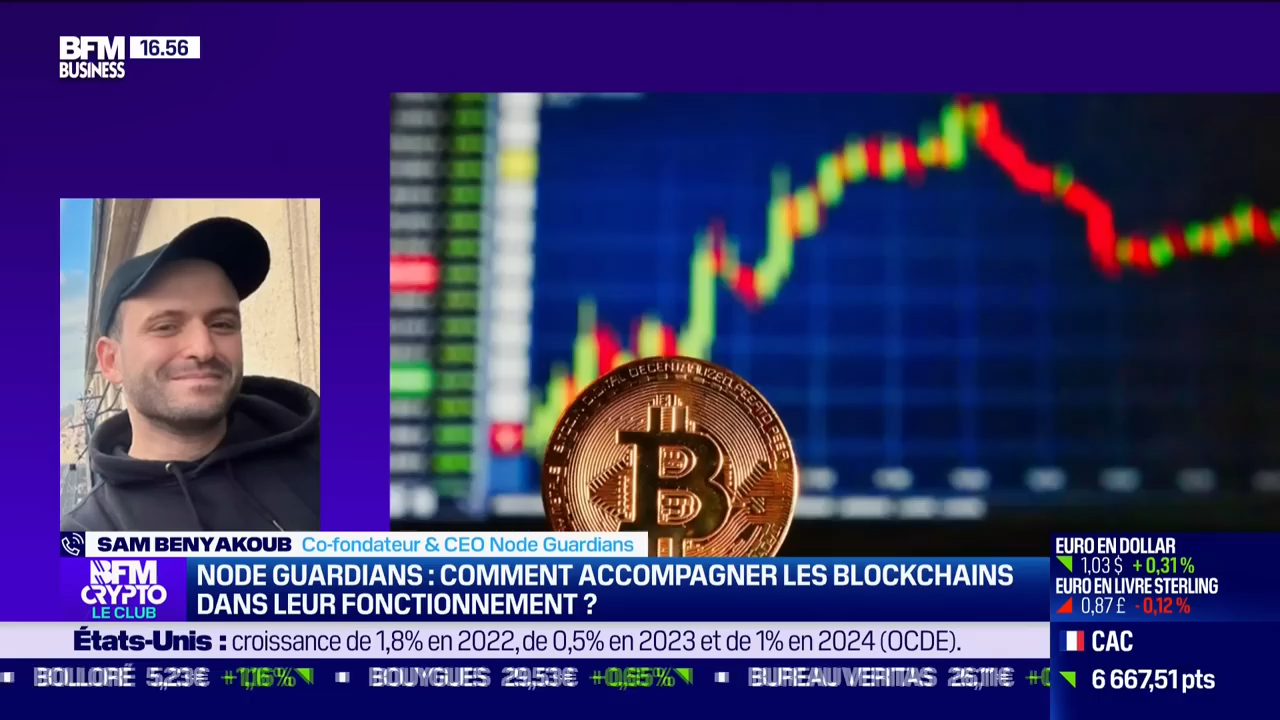 BFM 16.56
BUSINESS
SAM BENYAKOUB Co-fondateur & CEO Node Guardians
BFM
CRYPTO
LE CLUB
NODE GUARDIANS : COMMENT ACCOMPAGNER LES BLOCKCHAINS
DANS LEUR FONCTIONNEMENT ?
États-Unis : croissance de 1,8% en 2022, de 0,5% en 2023 et de 1% en 2024 (OCDE).
BOLLORÉ 5,23€ +1,16% BOUYGUES 29,53€ +0,65% BUREAU VERITAS 26,11€
EURO EN DOLLAR
1,03 $ +0,31 %
EURO EN LIVRE STERLING
0,87 £ -0,12 %
CAC
6 667,51 pts